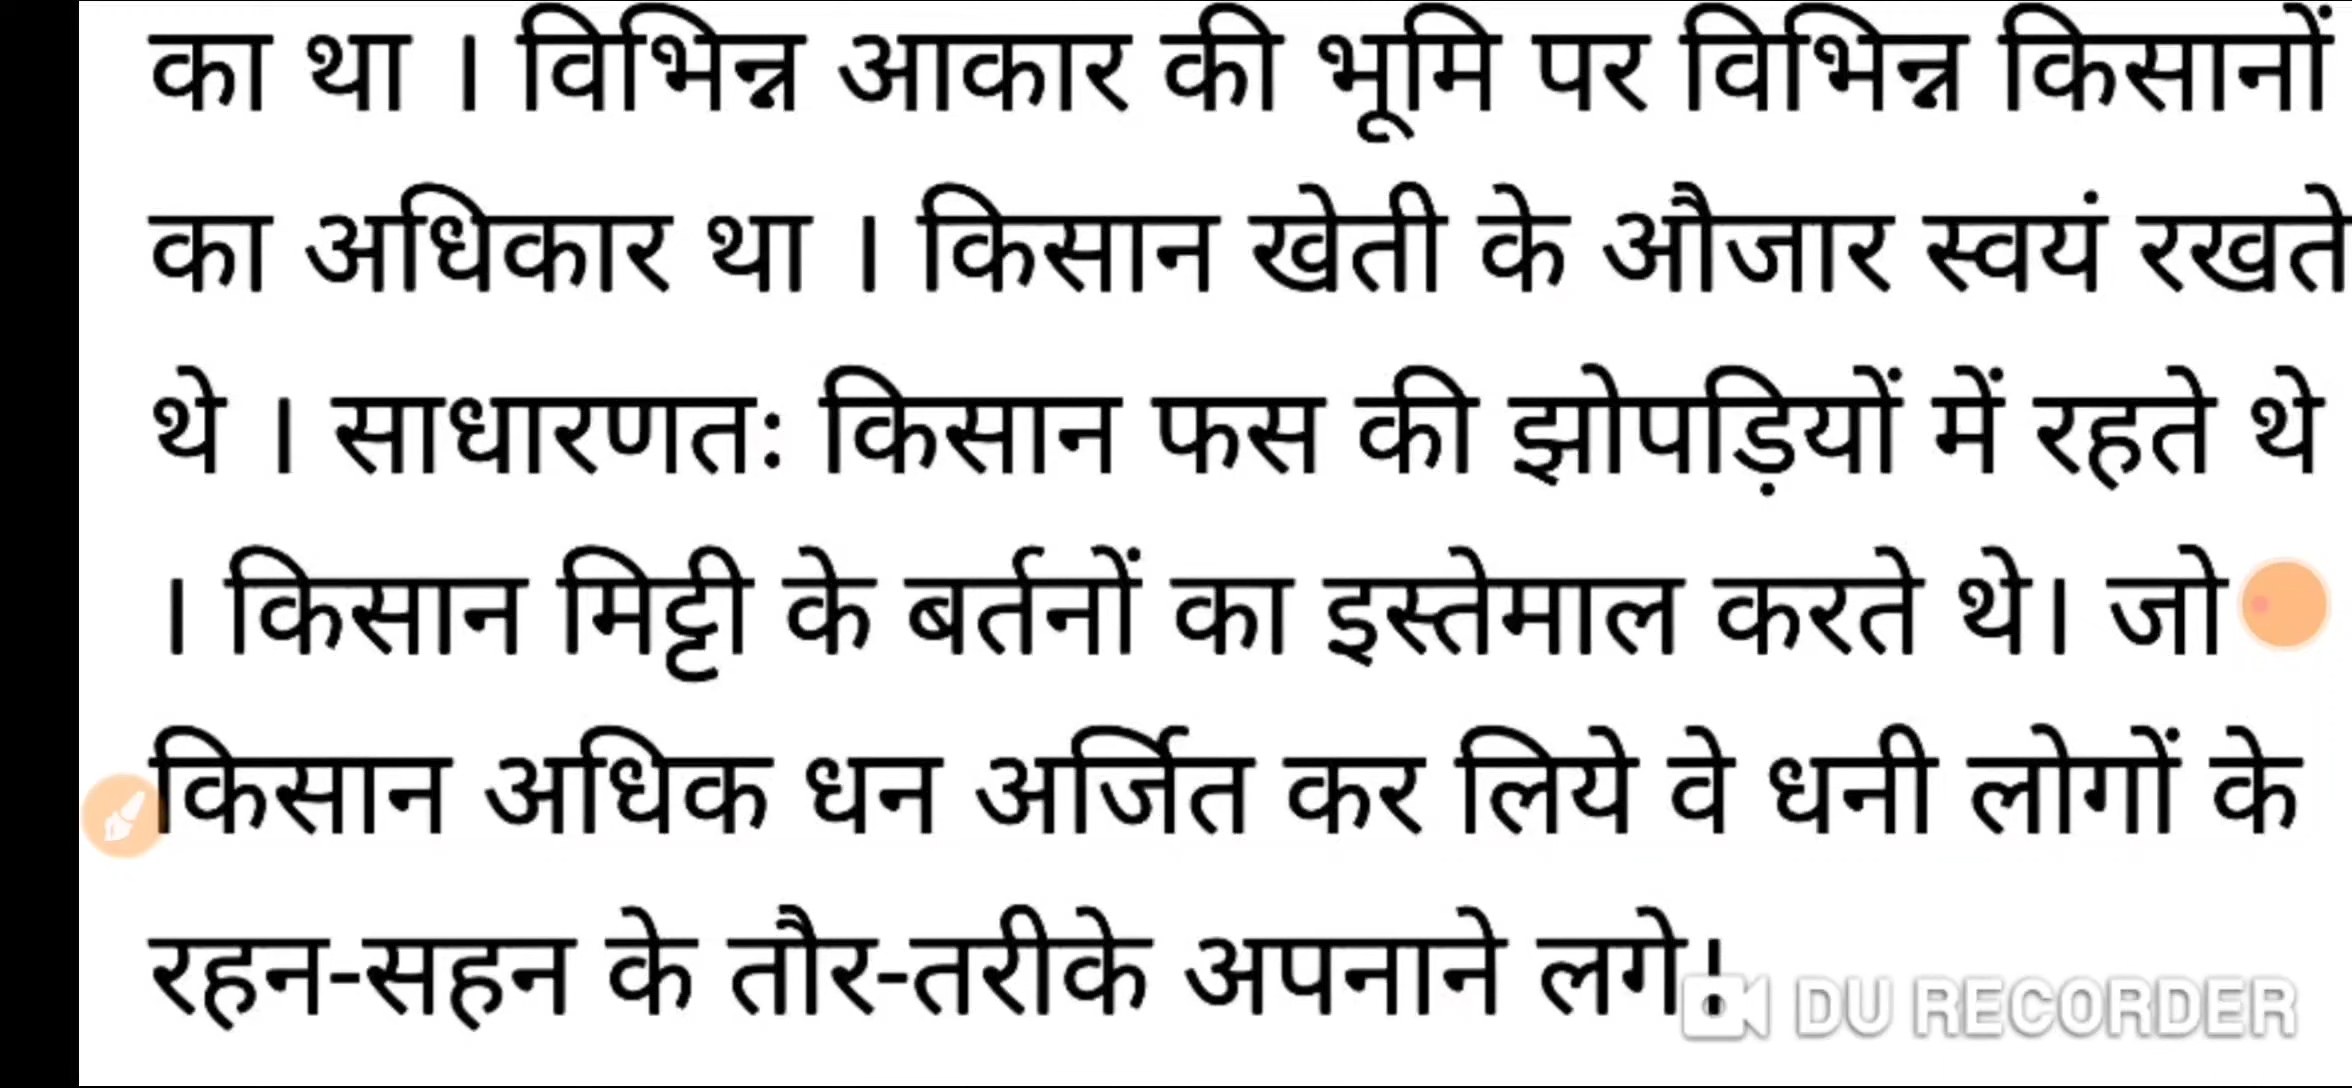 का था । विभिन्न आकार की भूमि पर विभिन्न किसानों
का अधिकार था । किसान खेती के औजार स्वयं रखते
थे । साधारणतः किसान फस की झोपड़ियों में रहते थे
। किसान मिट्टी के बर्तनों का इस्तेमाल करते थे। जो
किसान अधिक धन अर्जित कर लिये वे धनी लोगों के
रहन-सहन के तौर-तरीके अपनाने लगे।
DU RECORDER